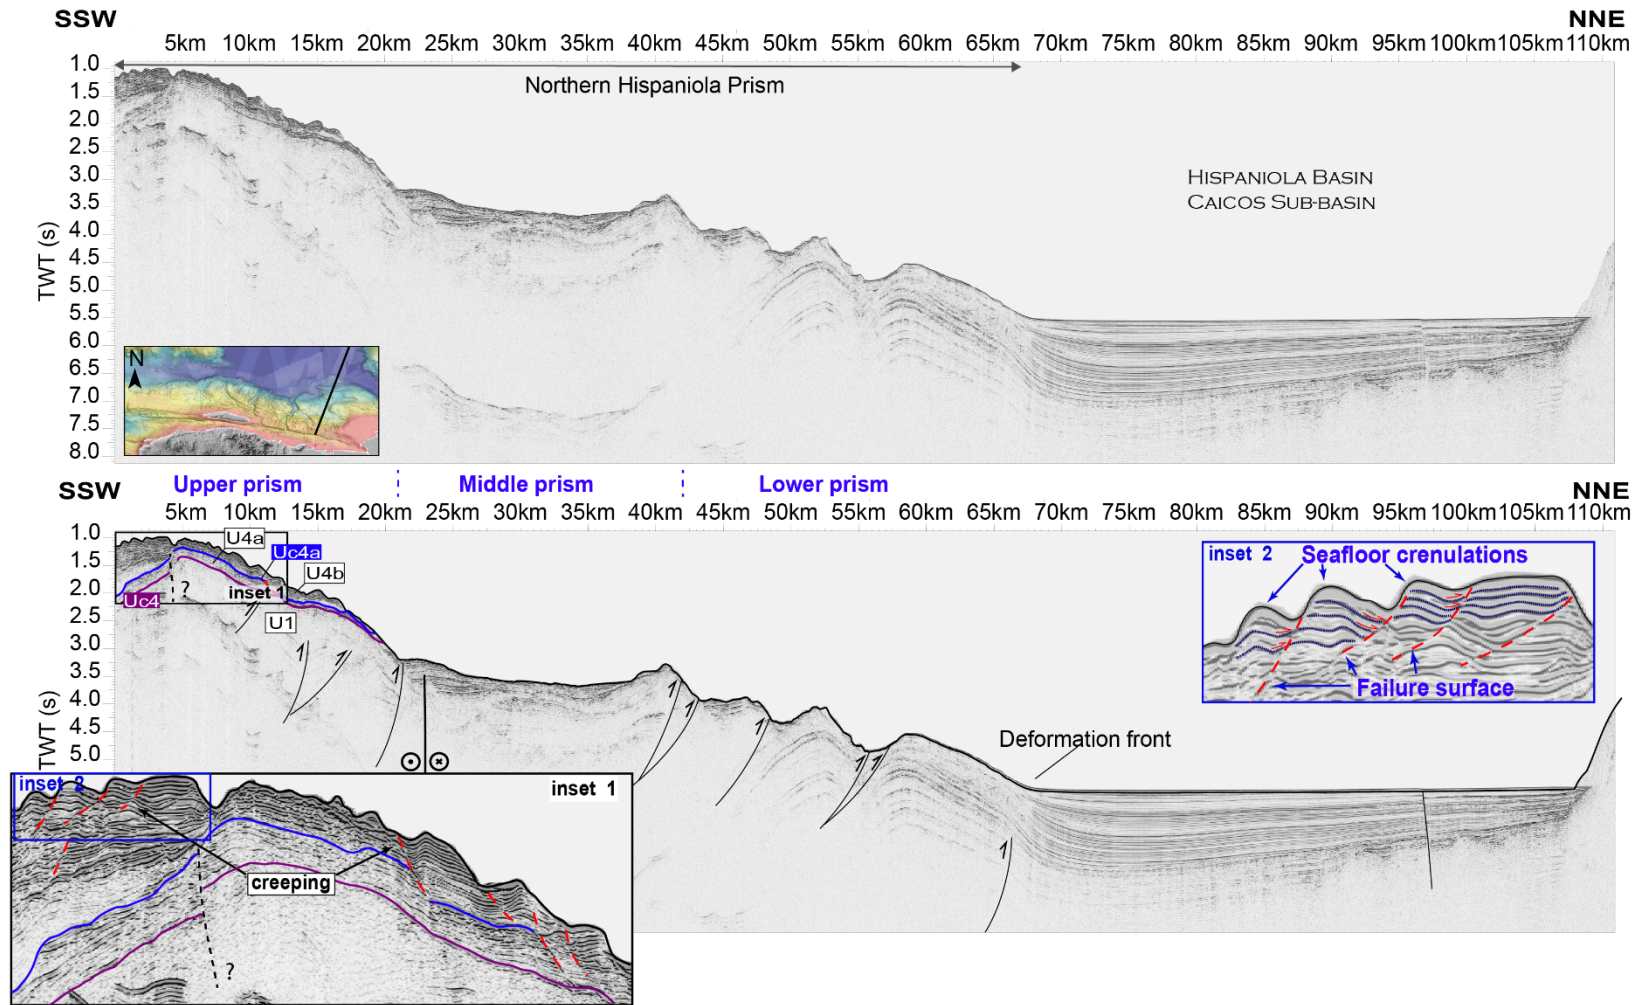 SSW NNE
5km 10km 15km 20km 25km 30km 35km 40km 45km 50km 55km 60km 65km 70km 75km 80km 85km 90km 95km 100km 105km 110km
Northern Hispaniola Prism
1.0
1.5
2.0
2.5
3.0
3.5
4.0
4.5
5.0
5.5
6.0
6.5
7.0
7.5
8.0
TWT (s)
HISPANIOLA BASIN
CAICOS SUB-BASIN
N
SSW Upper prism Middle prism Lower prism NNE
5km 10km 15km 20km 25km 30km 35km 40km 45km 50km 55km 60km 65km 70km 75km 80km 85km 90km 95km 100km 105km 110km
1.0
1.5
2.0
2.5
3.0
3.5
4.0
4.5
5.0
TWT (s)
U4a
Uc4a
U4b
?
inset 1
Uc4
U1
inset 2 Seafloor crenulations
Failure surface
Deformation front
inset 2
inset 1
creeping
?